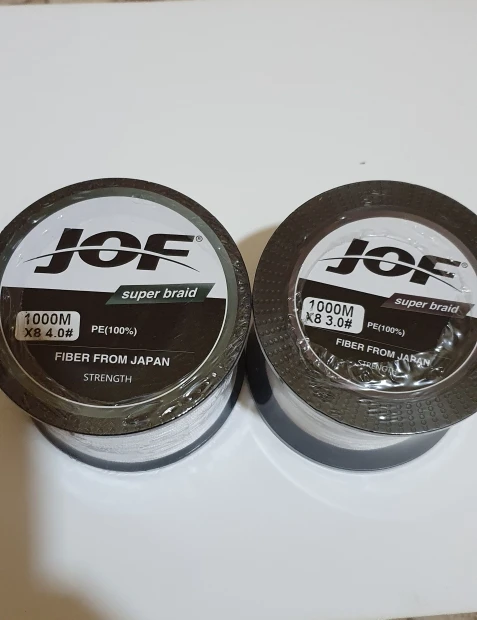 JOF®
super braid
1000M
X8 4.0#
PE(100%)
FIBER FROM JAPAN
STRENGTH
JOF®
super braid
1000M
X8 3.0#
PE(100%)
FIBER FROM JAPAN
STRENGTH